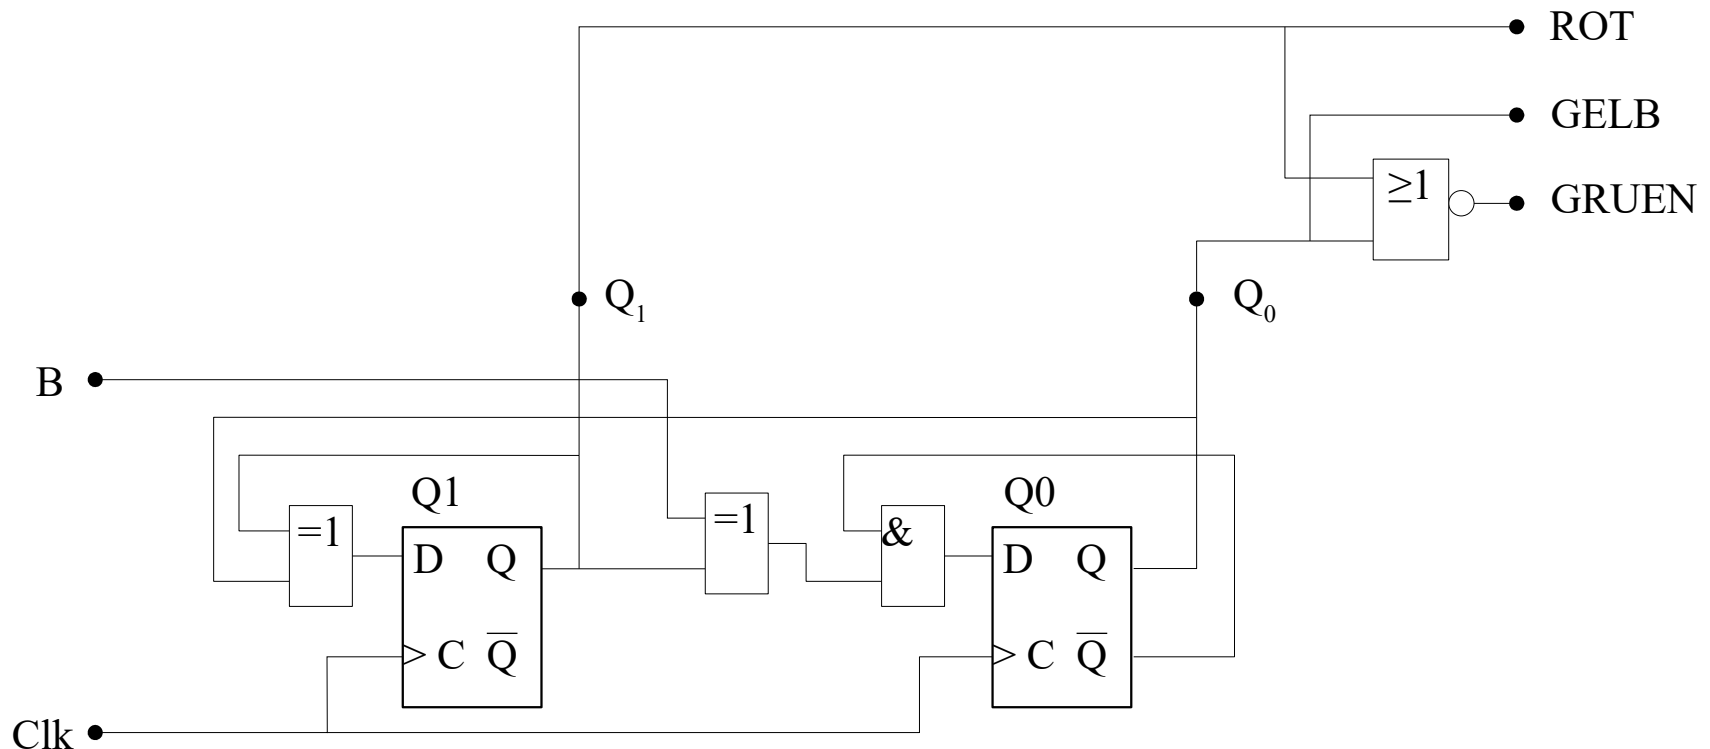 ROT
GELB
≥1
GRUEN
Q₁
Q₀
B
Q1
Q0
=1
=1
&
D Q
D Q
C Q̅
C Q̅
Clk